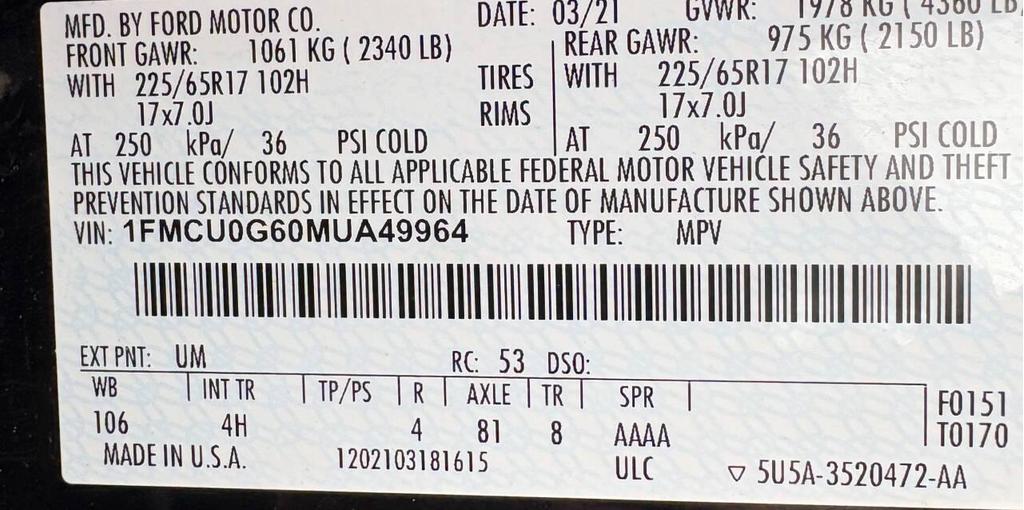 MFD. BY FORD MOTOR CO. DATE: 03/21 GVWR: 1978 KG ( 4360 LB)
FRONT GAWR: 1061 KG ( 2340 LB) REAR GAWR: 975 KG ( 2150 LB)
WITH 225/65R17 102H TIRES WITH 225/65R17 102H
17x7.0J RIMS 17x7.0J
AT 250 kPa/ 36 PSI COLD AT 250 kPa/ 36 PSI COLD
THIS VEHICLE CONFORMS TO ALL APPLICABLE FEDERAL MOTOR VEHICLE SAFETY AND THEFT
PREVENTION STANDARDS IN EFFECT ON THE DATE OF MANUFACTURE SHOWN ABOVE.
VIN: 1FMCU0G60MUA49964 TYPE: MPV
EXT PNT: UM RC: 53 DSO:
WB INT TR TP/PS R AXLE TR SPR F0151
106 4H 4 81 8 AAAA T0170
MADE IN U.S.A. 1202103181615 ULC ▽ 5U5A-3520472-AA